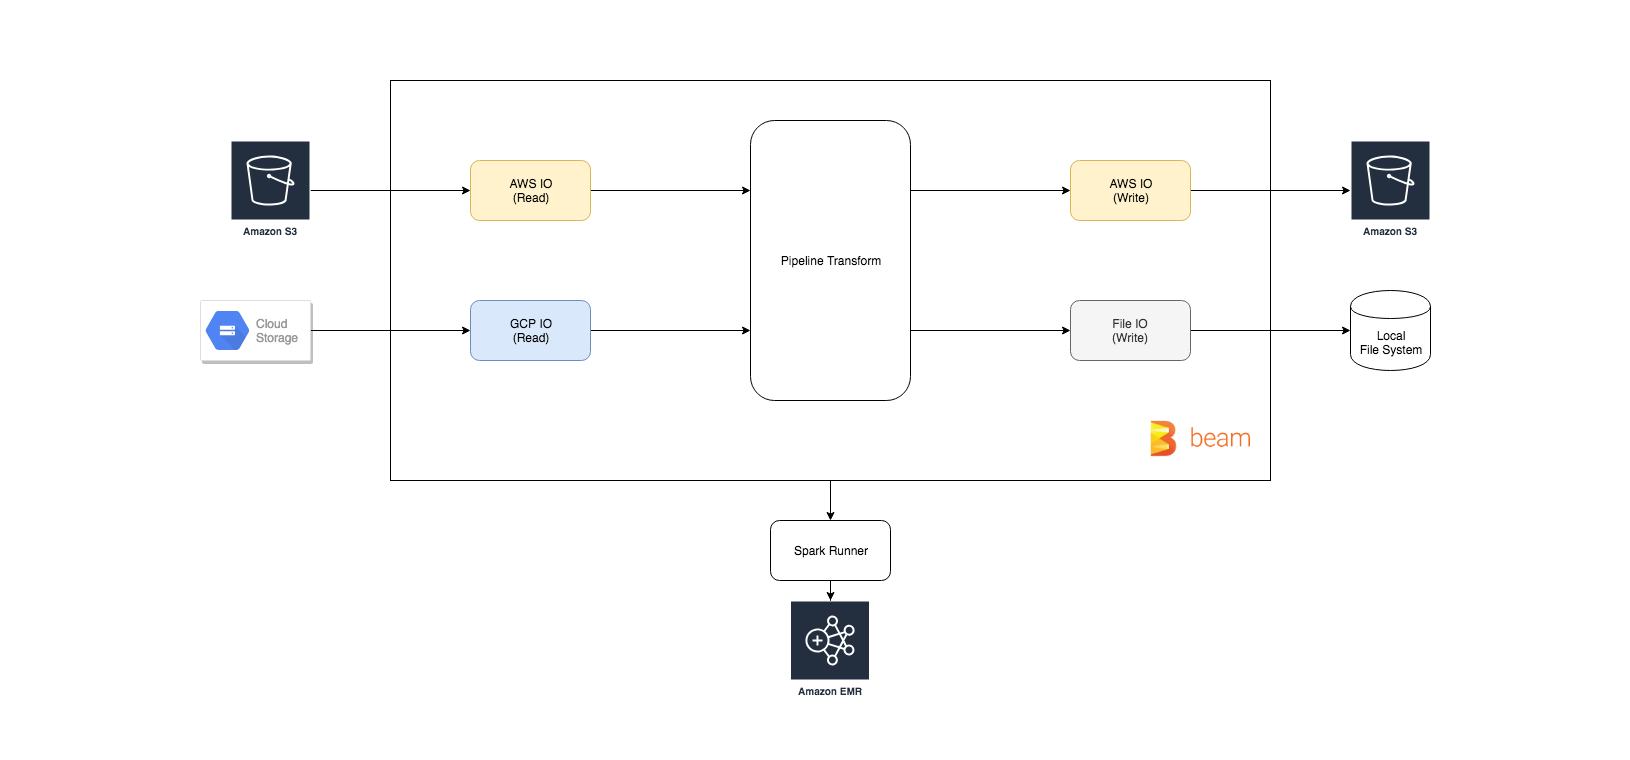 AWS IO
(Read)
AWS IO
(Write)
Pipeline Transform
Amazon S3
Amazon S3
Cloud
Storage
GCP IO
(Read)
File IO
(Write)
Local
File System
beam
Spark Runner
Amazon EMR